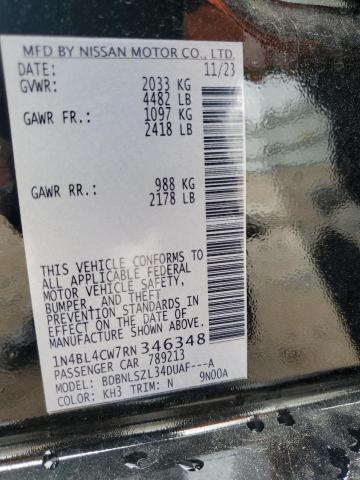 MFD BY NISSAN MOTOR CO., LTD.
DATE: 11/23
GVWR: 2033 KG
4482 LB
GAWR FR.: 1097 KG
2418 LB
GAWR RR.: 988 KG
2178 LB
THIS VEHICLE CONFORMS TO
ALL APPLICABLE FEDERAL
MOTOR VEHICLE SAFETY,
BUMPER, AND THEFT
PREVENTION STANDARDS IN
EFFECT ON THE DATE OF
MANUFACTURE SHOWN ABOVE.
1N4BL4CW7RN346348
PASSENGER CAR 789213
MODEL: BDBNLSZL34DUAF---A
COLOR: KH3 TRIM: N 9N00A